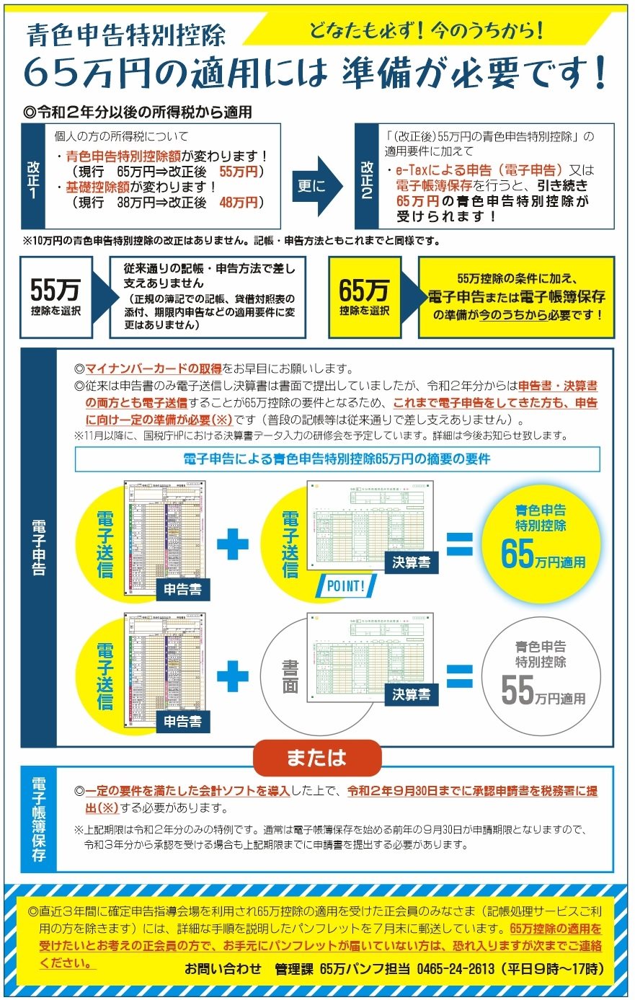 青色申告特別控除
どなたも必ず！今のうちから！
６５万円の適用には 準備が必要です！
◎令和２年分以後の所得税から適用
改正1
個人の方の所得税について
・青色申告特別控除額が変わります！
（現行　65万円⇒改正後　55万円）
・基礎控除額が変わります！
（現行　38万円⇒改正後　48万円）
更に
改正2
「（改正後）55万円の青色申告特別控除」の
適用要件に加えて
・e-Taxによる申告（電子申告）又は
電子帳簿保存を行うと、引き続き
65万円の青色申告特別控除が
受けられます！
※10万円の青色申告特別控除の改正はありません。記帳・申告方法ともこれまでと同様です。
55万
控除を選択
従来通りの記帳・申告方法で差し
支えありません
（正規の簿記での記帳、貸借対照表の
添付、期限内申告などの適用要件に変
更はありません）
65万
控除を選択
55万控除の条件に加え、
電子申告または電子帳簿保存
の準備が今のうちから必要です！
電子申告
◎マイナンバーカードの取得をお早目にお願いします。
◎従来は申告書のみ電子送信し決算書は書面で提出していましたが、令和２年分からは申告書・決算書
の両方とも電子送信することが65万控除の要件となるため、これまで電子申告をしてきた方も、申告
に向け一定の準備が必要(※)です（普段の記帳等は従来通りで差し支えありません）。
※11月以降に、国税庁HPにおける決算書データ入力の研修会を予定しています。詳細は今後お知らせ致します。
電子申告による青色申告特別控除65万円の摘要の要件
電子送信
申告書
電子送信
決算書
POINT!
青色申告
特別控除
65万円適用
電子送信
申告書
書面
決算書
青色申告
特別控除
55万円適用
または
電子帳簿保存
◎一定の要件を満たした会計ソフトを導入した上で、令和２年９月30日までに承認申請書を税務署に提
出(※)する必要があります。
※上記期限は令和２年分のみの特例です。通常は電子帳簿保存を始める前年の９月30日が申請期限となりますので、
令和３年分から承認を受ける場合も上記期限までに申請書を提出する必要があります。
◎直近３年間に確定申告指導会場を利用され65万控除の適用を受けた正会員のみなさま（記帳処理サービスご利
用の方を除きます）には、詳細な手順を説明したパンフレットを７月末に郵送しています。65万控除の適用を
受けたいとお考えの正会員の方で、お手元にパンフレットが届いていない方は、恐れ入りますが次までご連絡
ください。
お問い合わせ　管理課 65万パンフ担当 0465-24-2613（平日９時～17時）